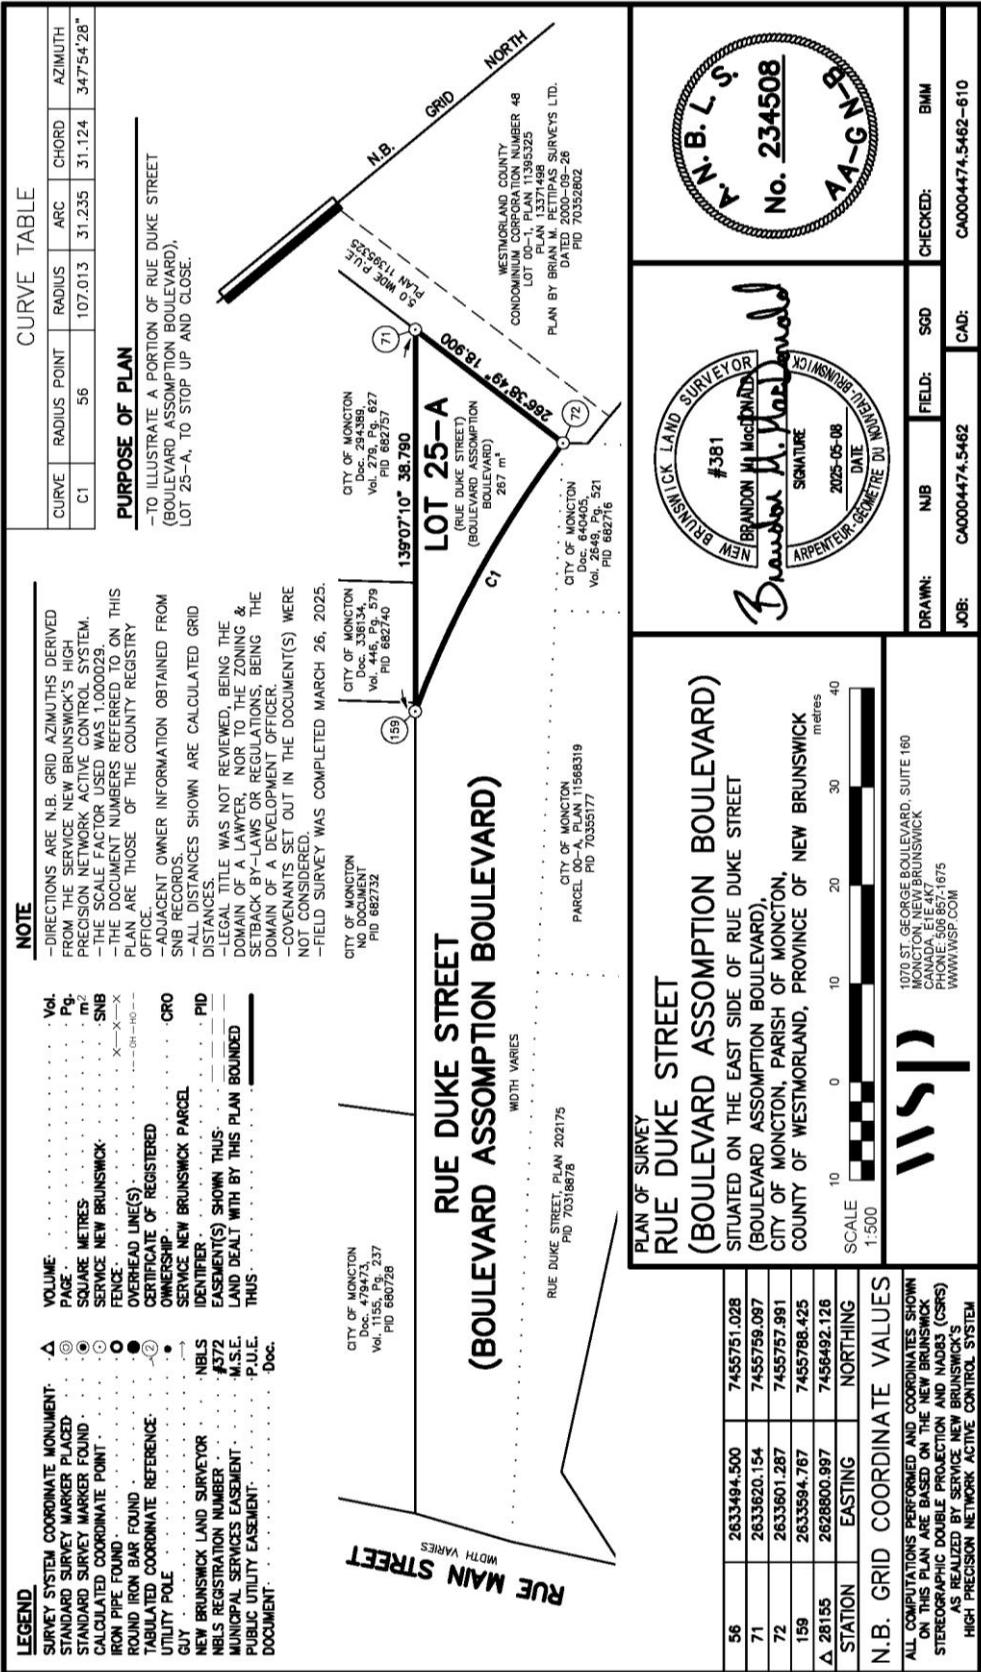 LEGEND
SURVEY SYSTEM COORDINATE MONUMENT
STANDARD SURVEY MARKER PLACED
STANDARD SURVEY MARKER FOUND
CALCULATED COORDINATE POINT
IRON PIPE FOUND
ROUND IRON BAR FOUND
TABULATED COORDINATE REFERENCE 2
UTILITY POLE
GUY
NEW BRUNSWICK LAND SURVEYOR NBLS
NBLS REGISTRATION NUMBER #372
MUNICIPAL SERVICES EASEMENT M.S.E.
PUBLIC UTILITY EASEMENT P.U.E.
DOCUMENT Doc.
VOLUME Vol.
PAGE Pg.
SQUARE METRES m²
SERVICE NEW BRUNSWICK SNB
FENCE X X X
OVERHEAD LINE(S) OH-HO
CERTIFICATE OF REGISTERED
OWNERSHIP CRO
SERVICE NEW BRUNSWICK PARCEL
IDENTIFIER PID
EASEMENT(S) SHOWN THUS
LAND DEALT WITH BY THIS PLAN BOUNDED
THUS
NOTE
-DIRECTIONS ARE N.B. GRID AZIMUTHS DERIVED
FROM THE SERVICE NEW BRUNSWICK'S HIGH
PRECISION NETWORK ACTIVE CONTROL SYSTEM.
-THE SCALE FACTOR USED WAS 1.000029.
-THE DOCUMENT NUMBERS REFERRED TO ON THIS
PLAN ARE THOSE OF THE COUNTY REGISTRY
OFFICE.
-ADJACENT OWNER INFORMATION OBTAINED FROM
SNB RECORDS.
-ALL DISTANCES SHOWN ARE CALCULATED GRID
DISTANCES.
-LEGAL TITLE WAS NOT REVIEWED, BEING THE
DOMAIN OF A LAWYER, NOR TO THE ZONING &
SETBACK BY-LAWS OR REGULATIONS, BEING THE
DOMAIN OF A DEVELOPMENT OFFICER.
-COVENANTS SET OUT IN THE DOCUMENT(S) WERE
NOT CONSIDERED.
-FIELD SURVEY WAS COMPLETED MARCH 26, 2025.
CURVE TABLE
CURVE RADIUS POINT RADIUS ARC CHORD AZIMUTH
C1 56 107.013 31.235 31.124 347°54'28"
PURPOSE OF PLAN
-TO ILLUSTRATE A PORTION OF RUE DUKE STREET
(BOULEVARD ASSOMPTION BOULEVARD),
LOT 25-A, TO STOP UP AND CLOSE.
N.B. GRID NORTH
CITY OF MONCTON
Doc. 479473,
Vol. 1155, Pg. 237
PID 680728
CITY OF MONCTON
NO DOCUMENT
PID 682732
CITY OF MONCTON
Doc. 336134,
Vol. 446, Pg. 579
PID 682740
CITY OF MONCTON
Doc. 294389,
Vol. 279, Pg. 627
PID 682757
5.0 WIDE P.U.E.
PLAN 11395325
159
139°07'10" 38.790
71
LOT 25-A
(RUE DUKE STREET)
(BOULEVARD ASSOMPTION
BOULEVARD)
267 m²
266°38'49" 18.900
72
C1
WESTMORLAND COUNTY
CONDOMINIUM CORPORATION NUMBER 48
LOT 00-1, PLAN 11395325
PLAN 13371498
PLAN BY BRIAN M. PETTIPAS SURVEYS LTD.
DATED 2000-09-26
PID 70352802
RUE MAIN STREET
WIDTH VARIES
RUE DUKE STREET
(BOULEVARD ASSOMPTION BOULEVARD)
WIDTH VARIES
RUE DUKE STREET, PLAN 202175
PID 70318878
CITY OF MONCTON
PARCEL 00-A, PLAN 11568319
PID 70355177
CITY OF MONCTON
Doc. 640405,
Vol. 2649, Pg. 521
PID 682716
56 2633494.500 7455751.028
71 2633620.154 7455759.097
72 2633601.287 7455757.991
159 2633594.767 7455788.425
28155 2628800.997 7456492.126
STATION EASTING NORTHING
N.B. GRID COORDINATE VALUES
ALL COMPUTATIONS PERFORMED AND COORDINATES SHOWN
ON THIS PLAN ARE BASED ON THE NEW BRUNSWICK
STEREOGRAPHIC DOUBLE PROJECTION AND NAD83 (CSRS)
AS REALIZED BY SERVICE NEW BRUNSWICK'S
HIGH PRECISION NETWORK ACTIVE CONTROL SYSTEM
PLAN OF SURVEY
RUE DUKE STREET
(BOULEVARD ASSOMPTION BOULEVARD)
SITUATED ON THE EAST SIDE OF RUE DUKE STREET
(BOULEVARD ASSOMPTION BOULEVARD),
CITY OF MONCTON, PARISH OF MONCTON,
COUNTY OF WESTMORLAND, PROVINCE OF NEW BRUNSWICK
SCALE
1:500
10 0 10 20 30 40
metres
WSP
1070 ST. GEORGE BOULEVARD, SUITE 160
MONCTON, NEW BRUNSWICK
CANADA, E1E 4K7
PHONE: 506 857-1675
WWW.WSP.COM
NEW BRUNSWICK LAND SURVEYOR
#381
BRANDON M. MacDONALD
Brandon M. MacDonald
SIGNATURE
2025-05-08
DATE
ARPENTEUR-GÉOMÈTRE DU NOUVEAU-BRUNSWICK
A. N. B. L. S.
No. 234508
AA-G N-B
DRAWN: NJB FIELD: SGD CHECKED: BMM
JOB: CA0004474.5462 CAD: CA0004474.5462-610